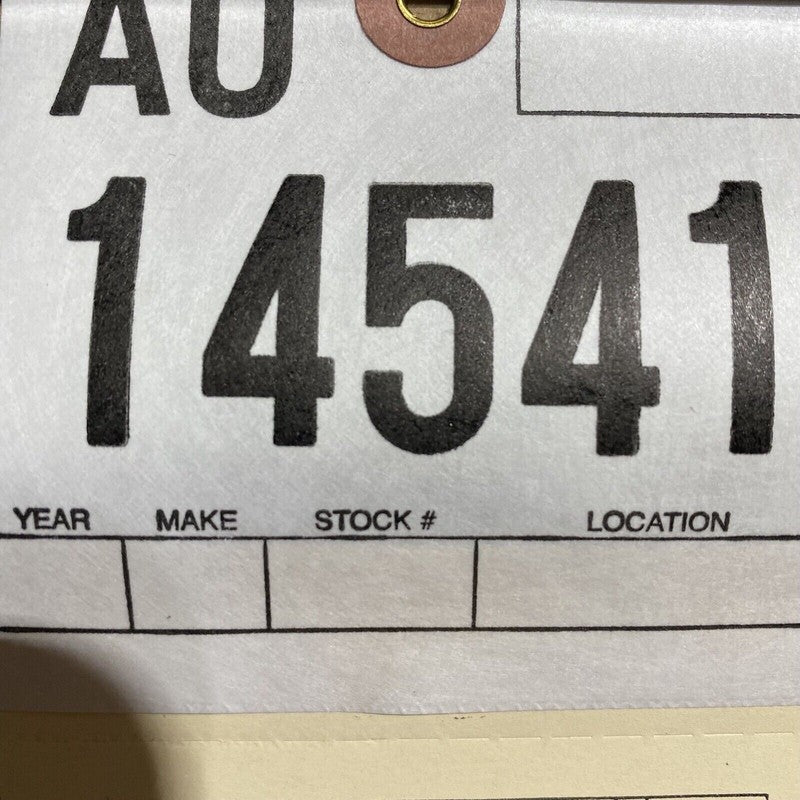 AU
14541
YEAR MAKE STOCK # LOCATION